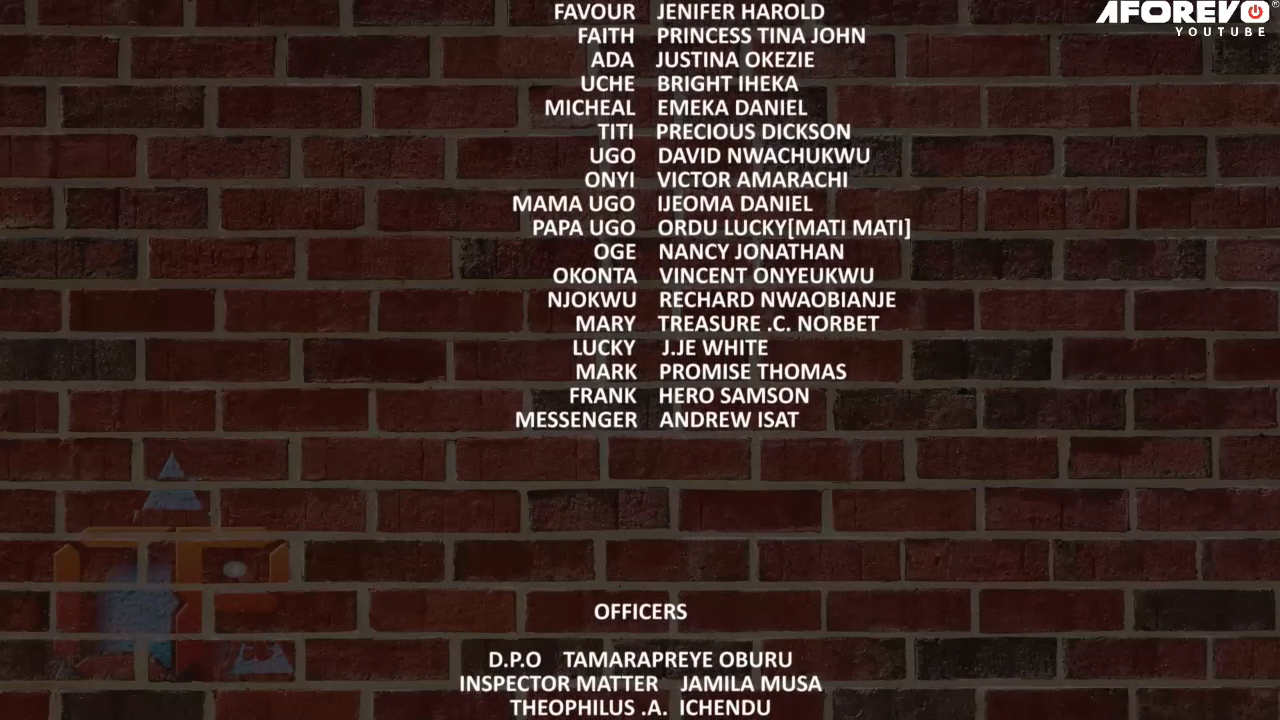 AFOREVO
YOUTUBE
FAVOUR JENIFER HAROLD
FAITH PRINCESS TINA JOHN
ADA JUSTINA OKEZIE
UCHE BRIGHT IHEKA
MICHEAL EMEKA DANIEL
TITI PRECIOUS DICKSON
UGO DAVID NWACHUKWU
ONYI VICTOR AMARACHI
MAMA UGO IJEOMA DANIEL
PAPA UGO ORDU LUCKY[MATI MATI]
OGE NANCY JONATHAN
OKONTA VINCENT ONYEUKWU
NJOKWU RECHARD NWAOBIANJE
MARY TREASURE .C. NORBET
LUCKY J.JE WHITE
MARK PROMISE THOMAS
FRANK HERO SAMSON
MESSENGER ANDREW ISAT
OFFICERS
D.P.O TAMARAPREYE OBURU
INSPECTOR MATTER JAMILA MUSA
THEOPHILUS .A. ICHENDU